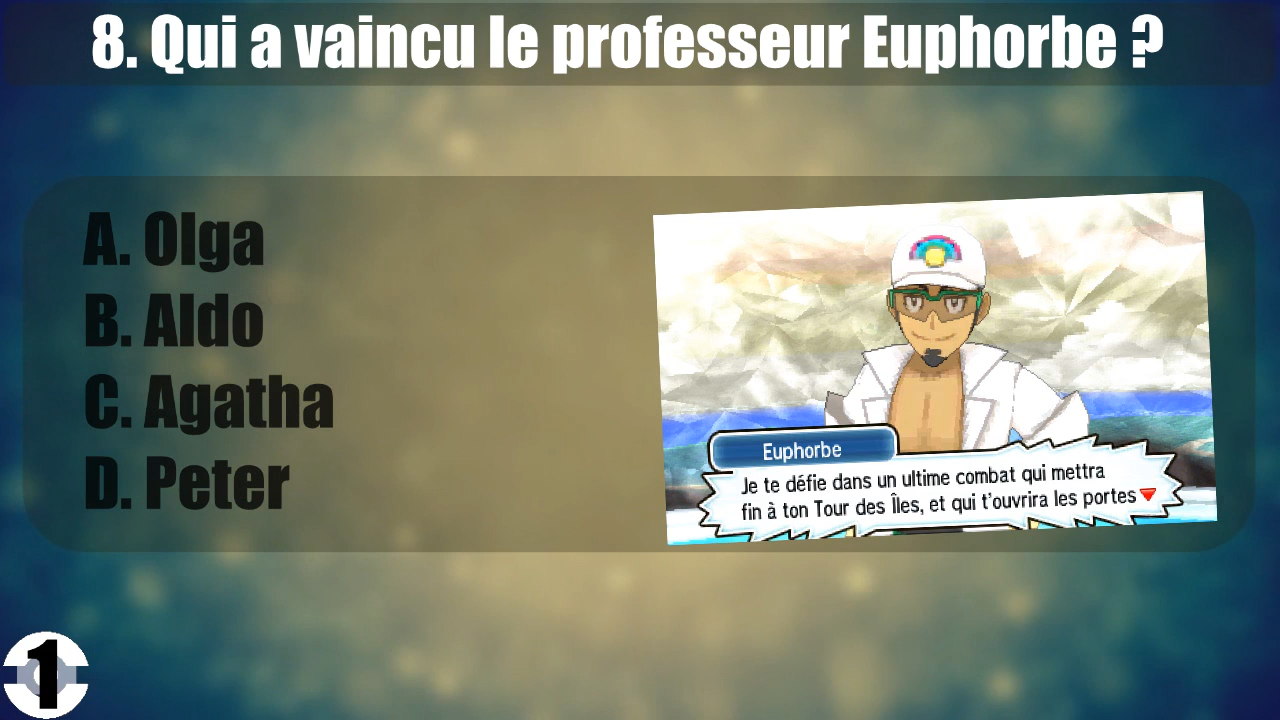 8. Qui a vaincu le professeur Euphorbe ?
A. Olga
B. Aldo
C. Agatha
D. Peter
Euphorbe
Je te défie dans un ultime combat qui mettra
fin à ton Tour des Îles, et qui t'ouvrira les portes
1